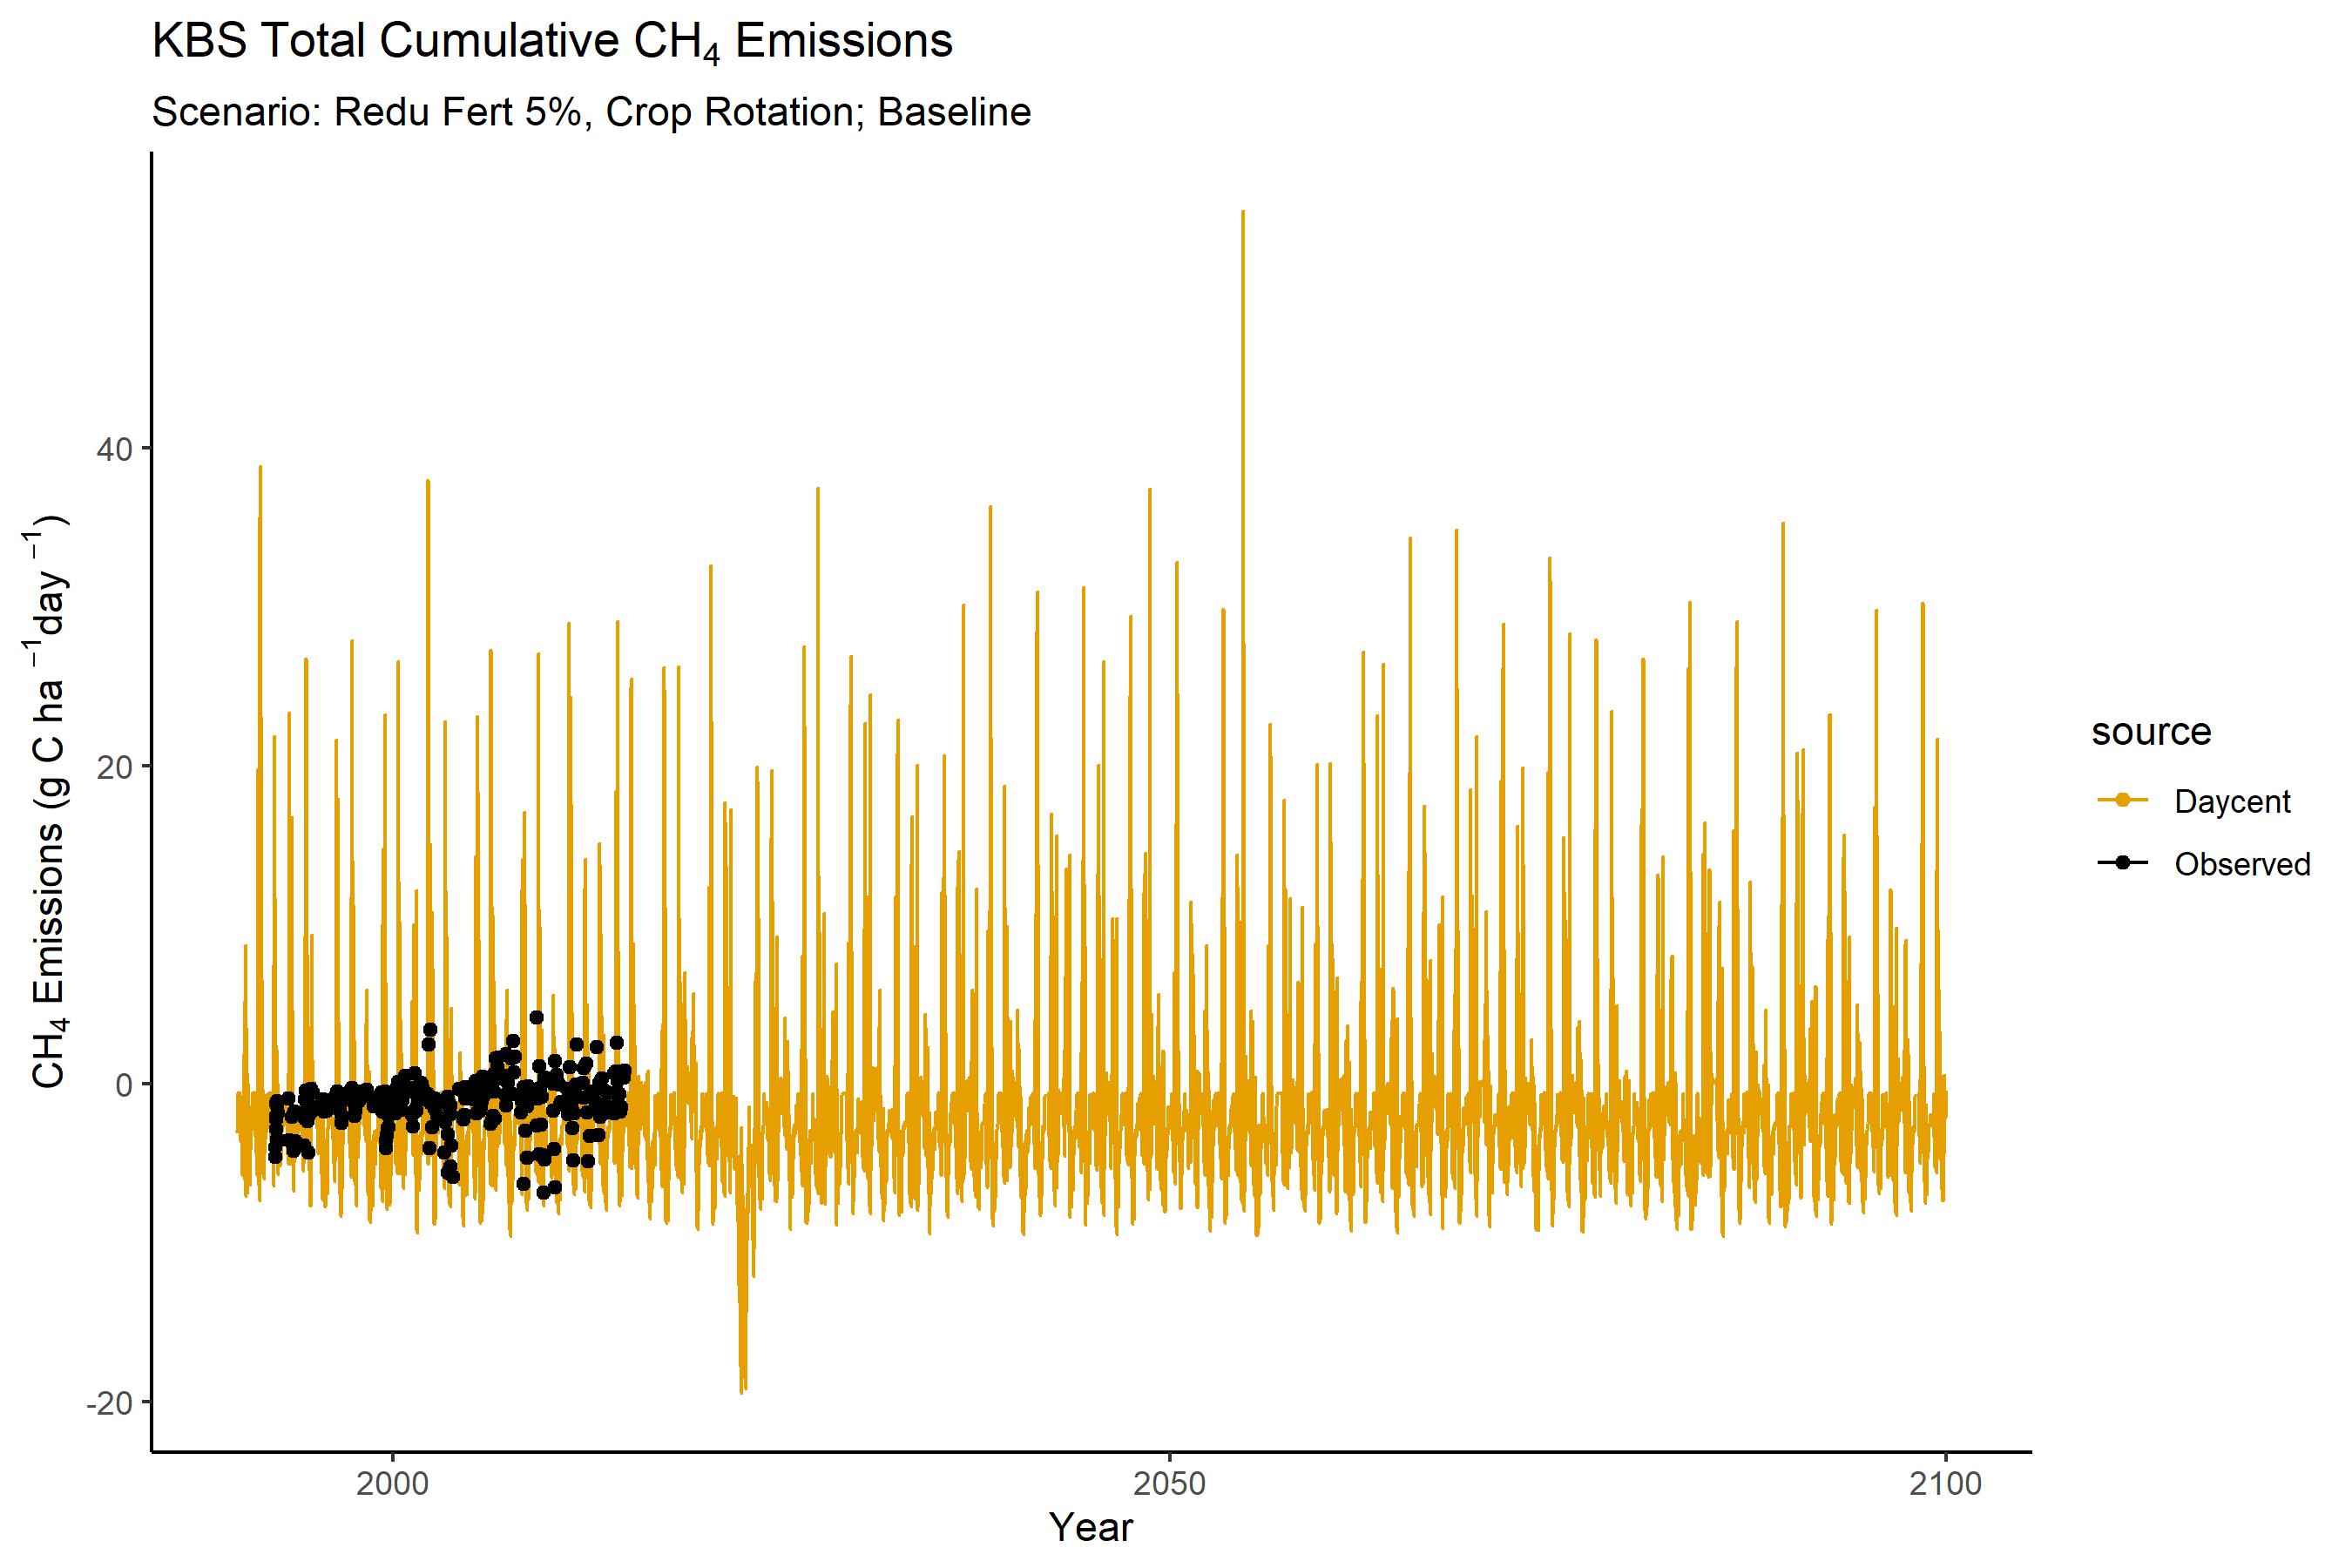 KBS Total Cumulative CH₄ Emissions
Scenario: Redu Fert 5%, Crop Rotation; Baseline
CH₄ Emissions (g C ha ⁻¹day ⁻¹)
40
20
0
-20
2000
2050
2100
Year
source
Daycent
Observed